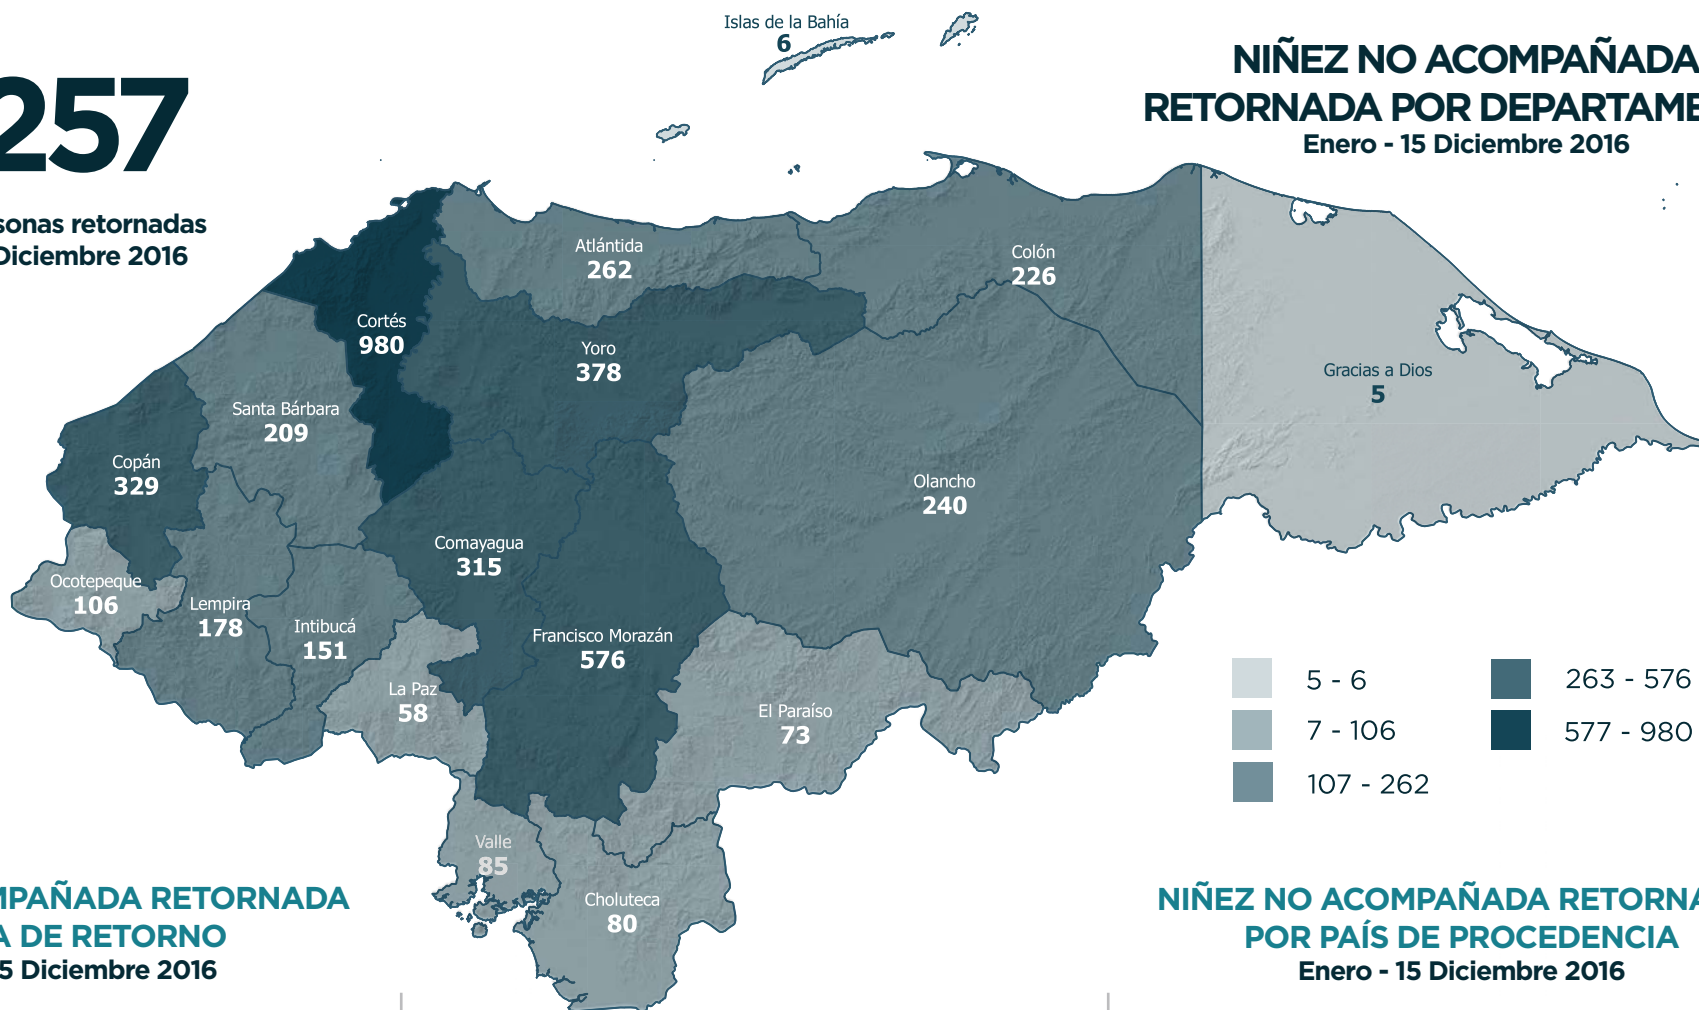 Islas de la Bahía
6
257
sonas retornadas
Diciembre 2016
NIÑEZ NO ACOMPAÑADA
RETORNADA POR DEPARTAME
Enero - 15 Diciembre 2016
Atlántida
262
Colón
226
Cortés
980
Yoro
378
Gracias a Dios
5
Santa Bárbara
209
Copán
329
Olancho
240
Comayagua
315
Ocotepeque
106
Lempira
178
Intibucá
151
Francisco Morazán
576
La Paz
58
El Paraíso
73
Valle
85
Choluteca
80
5 - 6
7 - 106
107 - 262
263 - 576
577 - 980
MPAÑADA RETORNADA
A DE RETORNO
5 Diciembre 2016
NIÑEZ NO ACOMPAÑADA RETORNA
POR PAÍS DE PROCEDENCIA
Enero - 15 Diciembre 2016